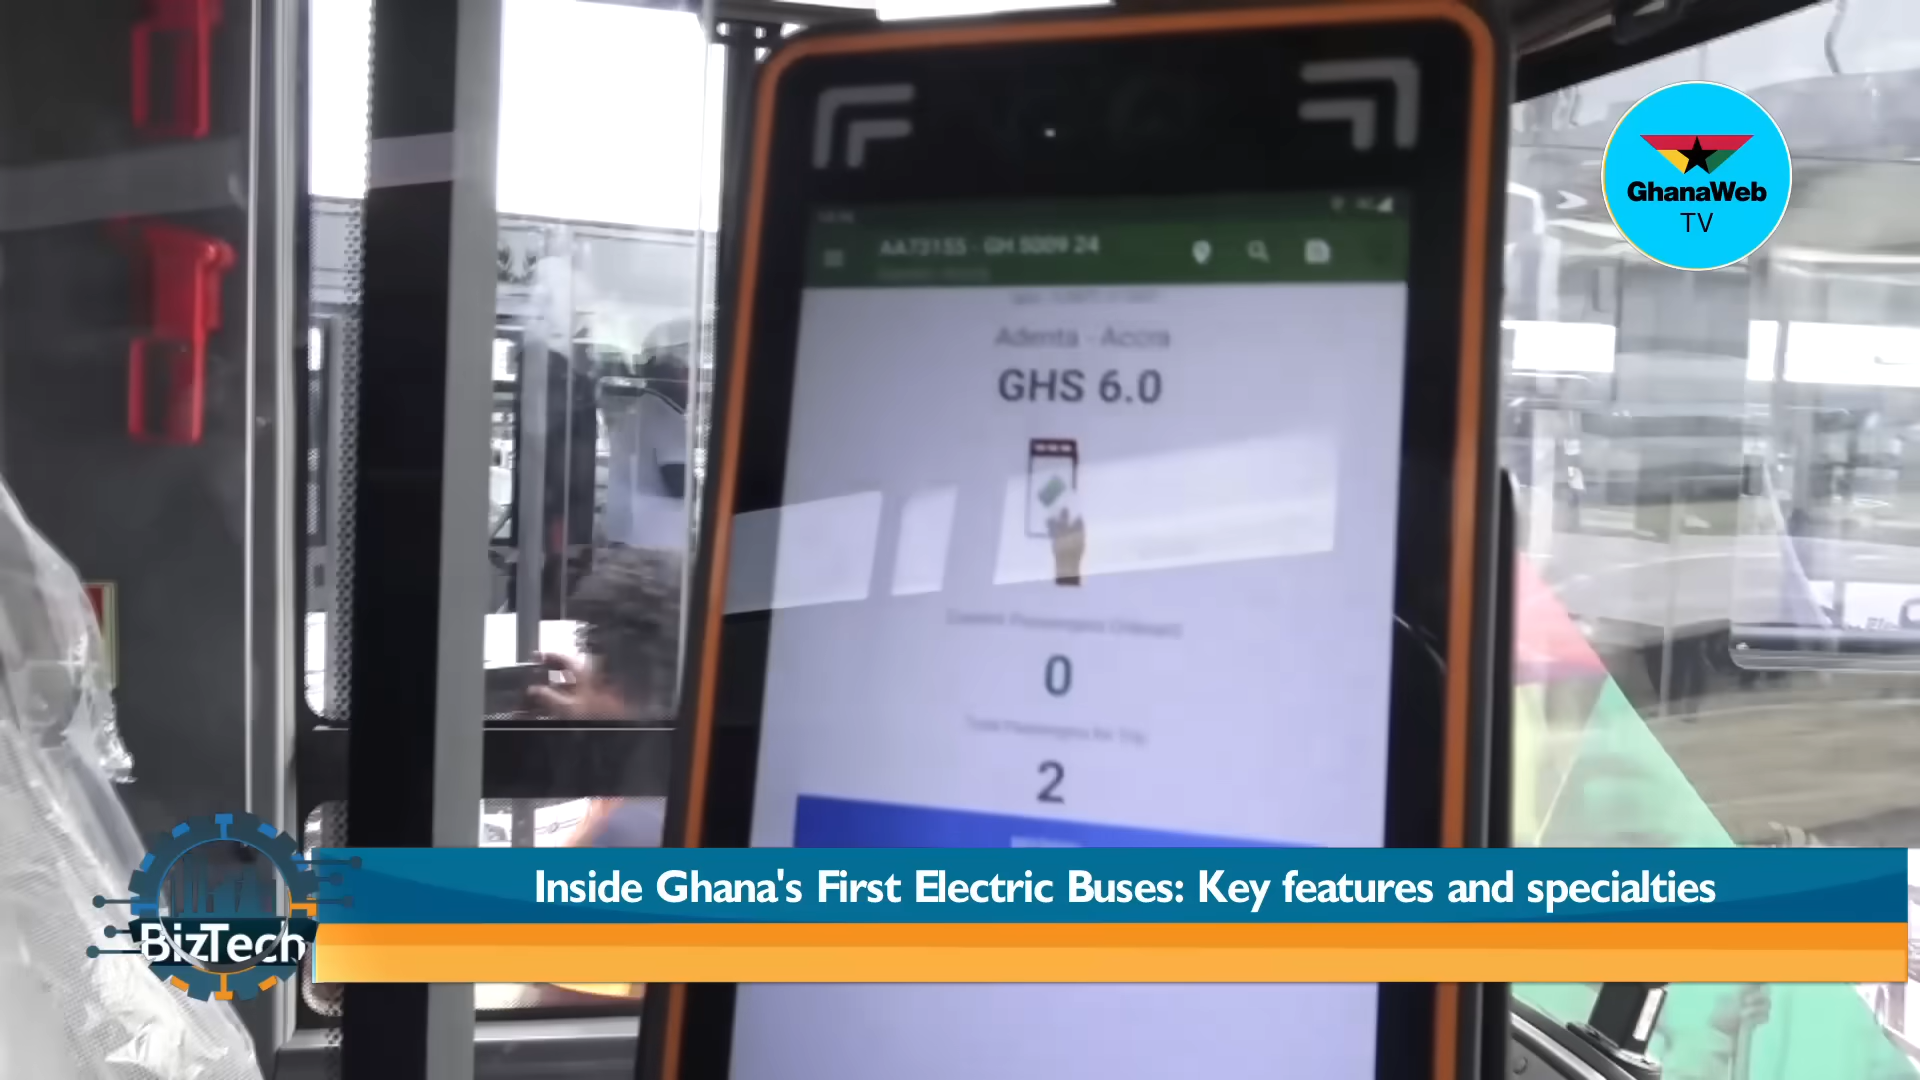 GhanaWeb
TV
AA73155 - GH 5009 24
Adenta - Accra
GHS 6.0
0
2
Inside Ghana's First Electric Buses: Key features and specialties
BizTech